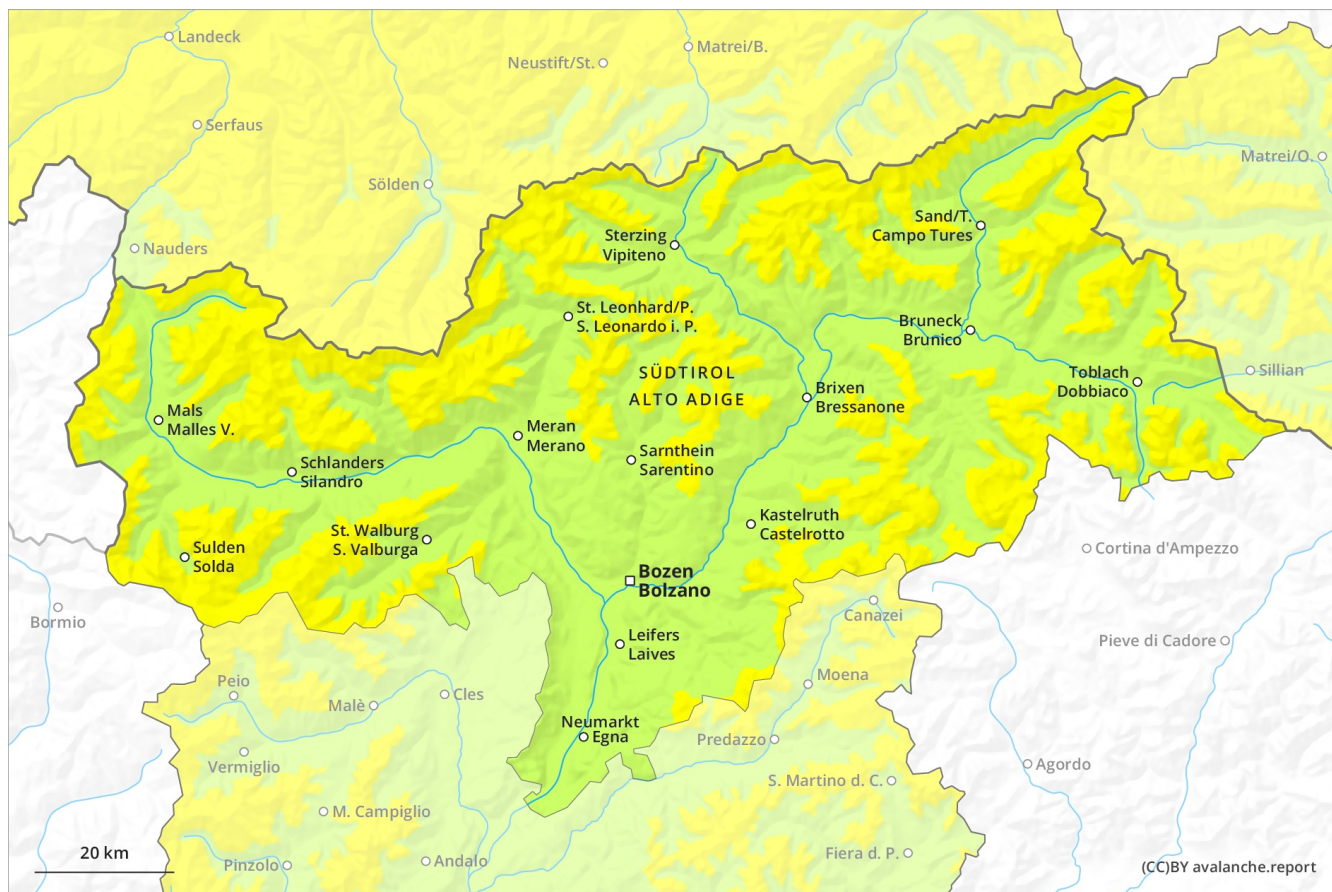 Landeck
Matrei/B.
Neustift/St.
Serfaus
Matrei/O.
Sölden
Sand/T.
Campo Tures
Sterzing
Vipiteno
Nauders
St. Leonhard/P.
S. Leonardo i. P.
Bruneck
Brunico
SÜDTIROL
ALTO ADIGE
Toblach
Dobbiaco
Sillian
Brixen
Bressanone
Mals
Malles V.
Meran
Merano
Sarnthein
Sarentino
Schlanders
Silandro
Kastelruth
Castelrotto
St. Walburg
S. Valburga
Sulden
Solda
Cortina d'Ampezzo
Bozen
Bolzano
Bormio
Canazei
Leifers
Laives
Pieve di Cadore
Moena
Peio
Cles
Malè
Neumarkt
Egna
Predazzo
Vermiglio
Agordo
S. Martino d. C.
M. Campiglio
20 km
Andalo
Fiera d. P.
Pinzolo
(CC)BY avalanche.report